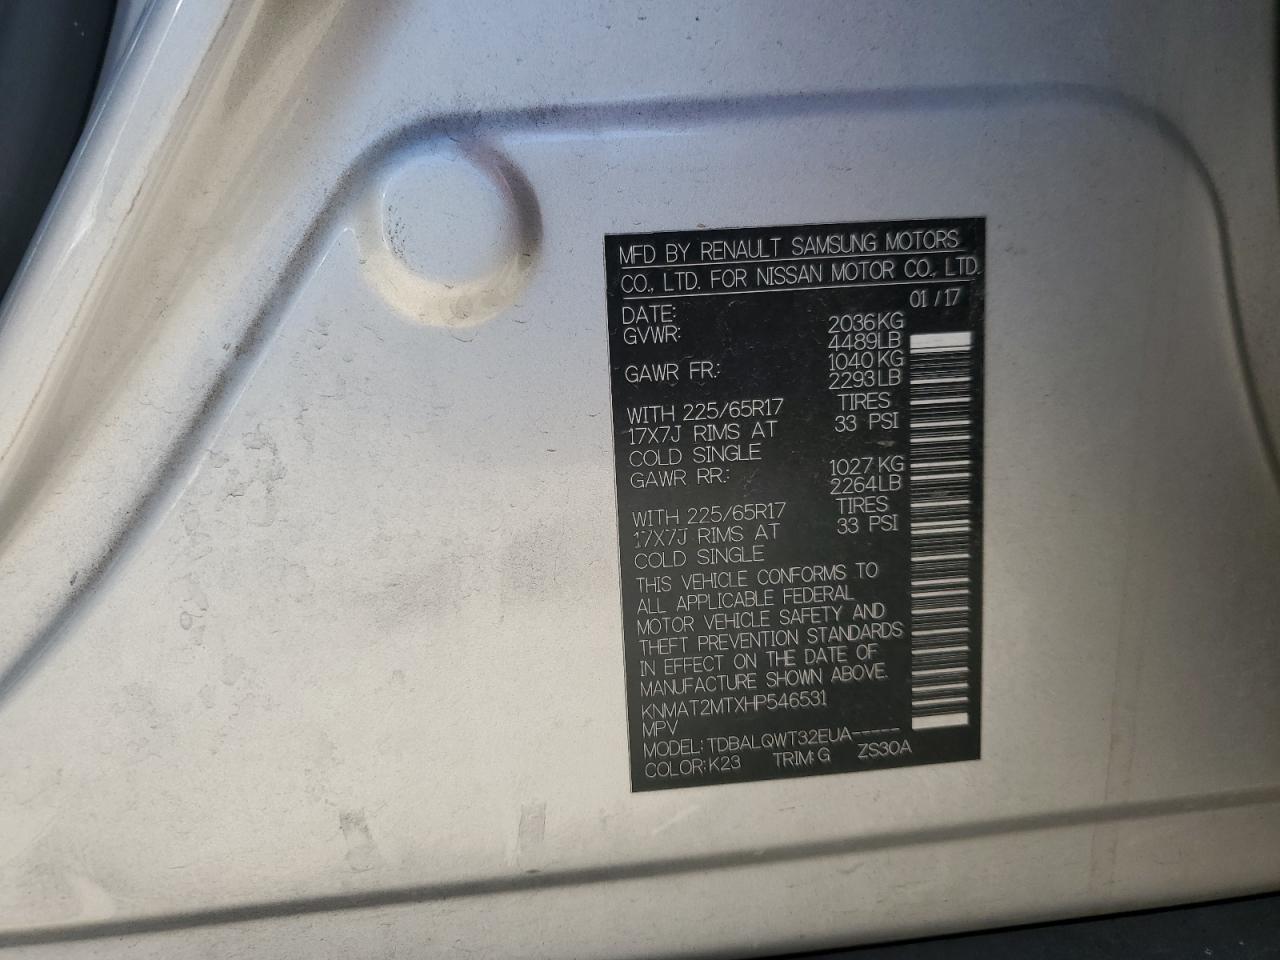 MFD BY RENAULT SAMSUNG MOTORS
CO., LTD. FOR NISSAN MOTOR CO., LTD.
DATE: 01 / 17
GVWR: 2036KG
4489LB
GAWR FR.: 1040KG
2293LB
WITH 225/65R17 TIRES
17X7J RIMS AT 33 PSI
COLD SINGLE
GAWR RR.: 1027KG
2264LB
WITH 225/65R17 TIRES
17X7J RIMS AT 33 PSI
COLD SINGLE
THIS VEHICLE CONFORMS TO
ALL APPLICABLE FEDERAL
MOTOR VEHICLE SAFETY AND
THEFT PREVENTION STANDARDS
IN EFFECT ON THE DATE OF
MANUFACTURE SHOWN ABOVE.
KNMAT2MTXHP546531
MPV
MODEL: TDBALQWT32EUA-----
COLOR: K23 TRIM: G ZS30A